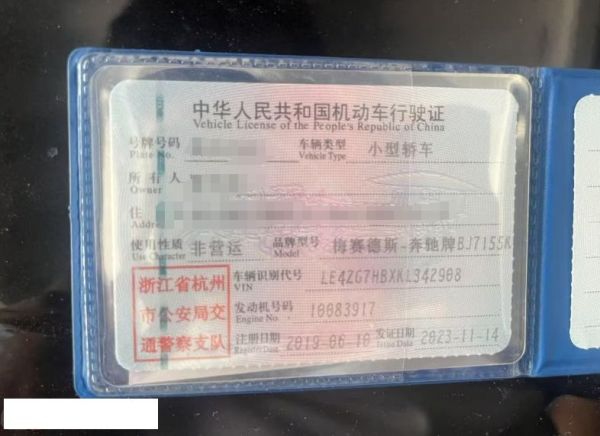 中华人民共和国机动车行驶证
Vehicle License of the People's Republic of China
号牌号码 车辆类型 小型轿车
Plate No. Vehicle Type
所有人
Owner
住
Addre
使用性质 非营运 品牌型号 梅赛德斯-奔驰牌BJ7155K
Use Character Model
浙江省杭州
市公安局交
通警察支队
车辆识别代号 LE4ZG7HBXKL342908
VIN
发动机号码 10083917
Engine No.
注册日期 2019-06-10 发证日期 2023-11-14
Register Date Issue Date